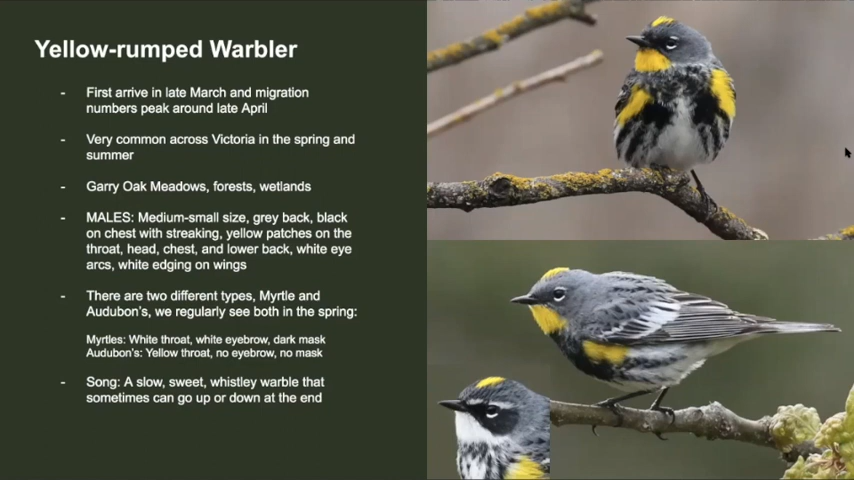 Yellow-rumped Warbler
- First arrive in late March and migration
numbers peak around late April
- Very common across Victoria in the spring and
summer
- Garry Oak Meadows, forests, wetlands
- MALES: Medium-small size, grey back, black
on chest with streaking, yellow patches on the
throat, head, chest, and lower back, white eye
arcs, white edging on wings
- There are two different types, Myrtle and
Audubon's, we regularly see both in the spring:
Myrtles: White throat, white eyebrow, dark mask
Audubon's: Yellow throat, no eyebrow, no mask
- Song: A slow, sweet, whistley warble that
sometimes can go up or down at the end